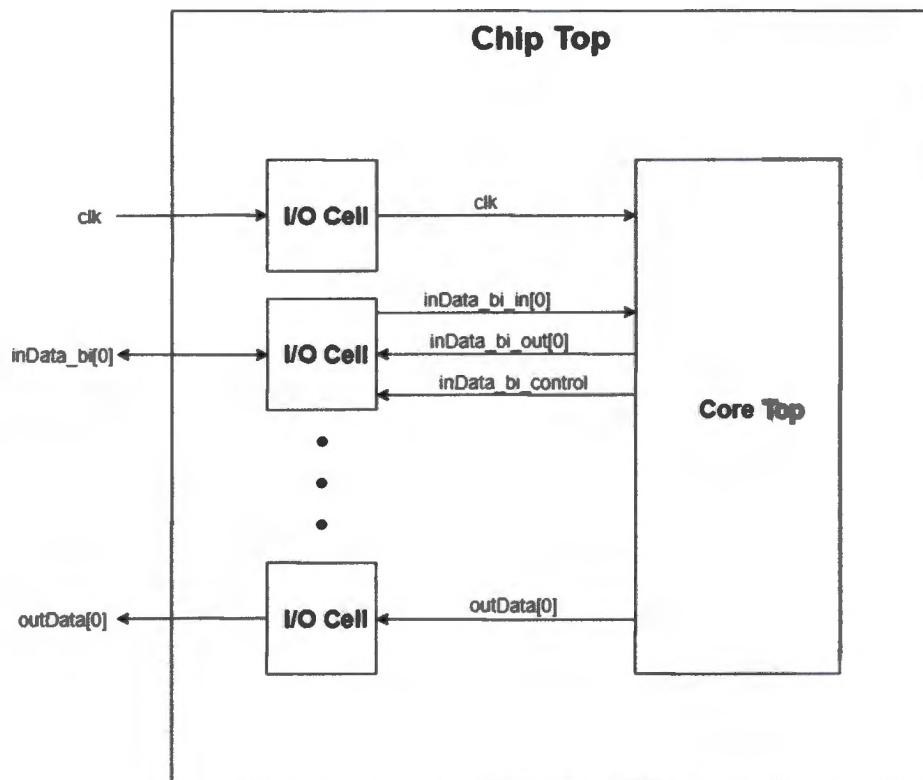 Chip Top
clk
I/O Cell
clk
inData_bi[0]
I/O Cell
inData_bi_in[0]
inData_bi_out[0]
inData_bi_control
Core Top
outData[0]
I/O Cell
outData[0]